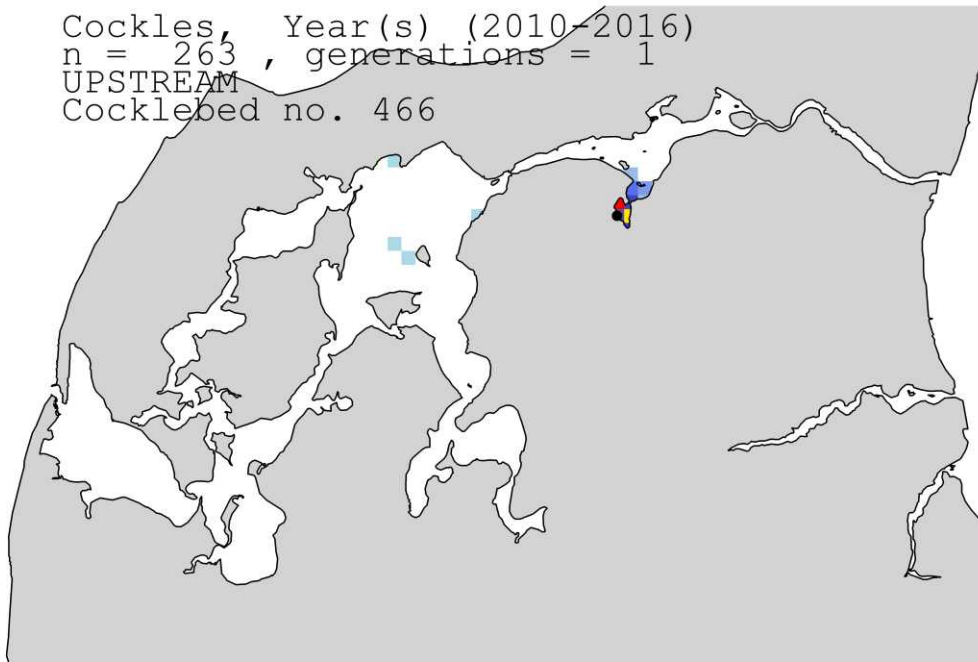 Cockles,  Year(s) (2010-2016)
n =  263 , generations =  1
UPSTREAM
Cocklebed no. 466